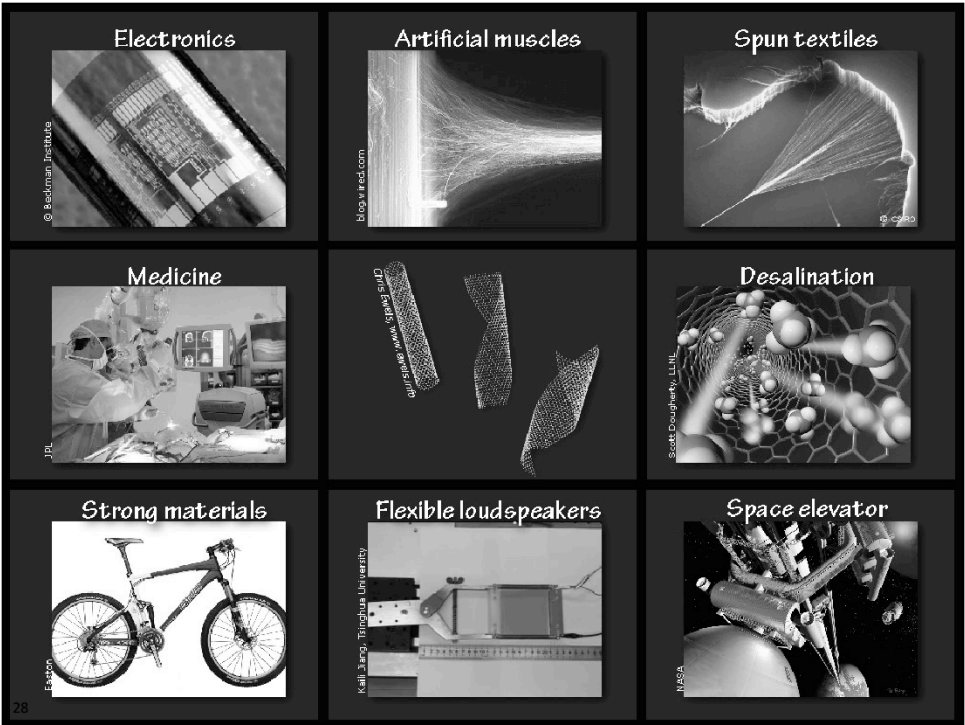 Electronics
© Beckman Institute
Artificial muscles
blog.wired.com
Spun textiles
© CSIRO
Medicine
JPL
Chris Ewels, www.ewels.info
Desalination
Scott Dougherty, LLNL
Strong materials
Easton
Flexible loudspeakers
Kaili Jiang, Tsinghua University
Space elevator
NASA
28